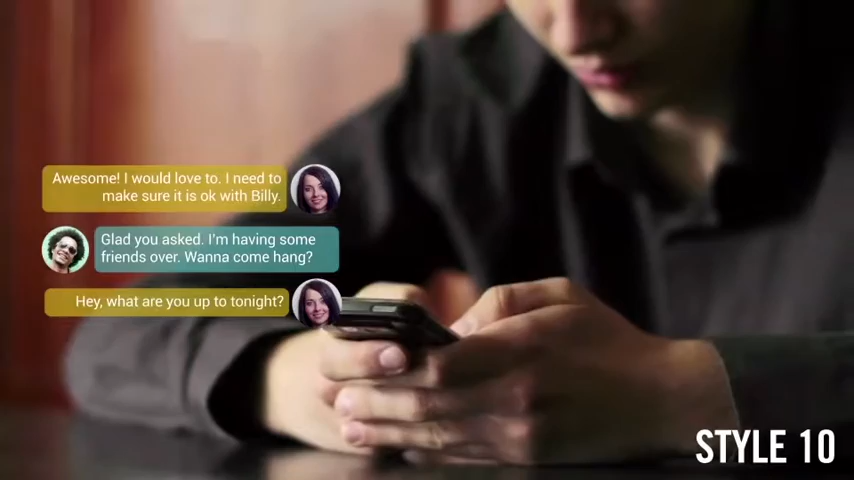 Awesome! I would love to. I need to
make sure it is ok with Billy.
Glad you asked. I'm having some
friends over. Wanna come hang?
Hey, what are you up to tonight?
STYLE 10